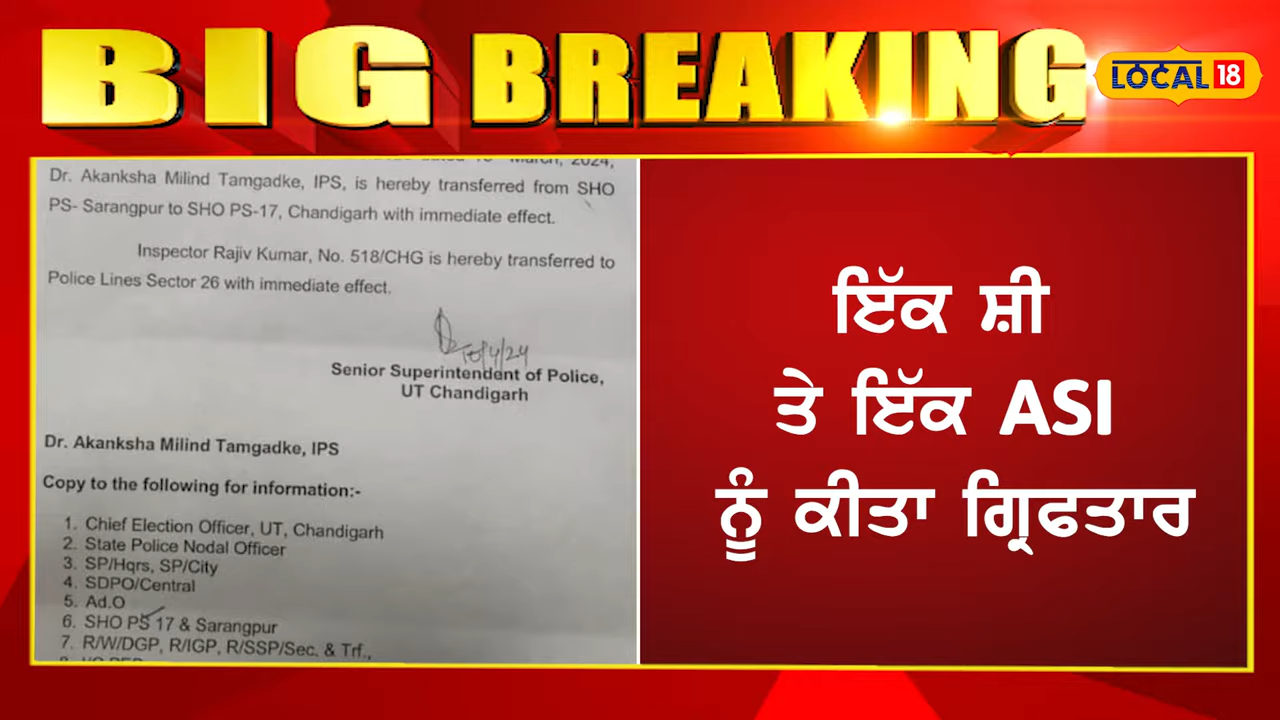 BIG BREAKING
LOCAL 18
March, 2024,
Dr. Akanksha Milind Tamgadke, IPS, is hereby transferred from SHO
PS- Sarangpur to SHO PS-17, Chandigarh with immediate effect.
Inspector Rajiv Kumar, No. 518/CHG is hereby transferred to
Police Lines Sector 26 with immediate effect.
Senior Superintendent of Police,
UT Chandigarh
Dr. Akanksha Milind Tamgadke, IPS
Copy to the following for information:-
1. Chief Election Officer, UT, Chandigarh
2. State Police Nodal Officer
3. SP/Hqrs, SP/City
4. SDPO/Central
5. Ad.O
6. SHO PS 17 & Sarangpur
7. R/W/DGP, R/IGP, R/SSP/Sec. & Trf.,
ਇੱਕ ਸ਼ੀ
ਤੇ ਇੱਕ ASI
ਨੂੰ ਕੀਤਾ ਗ੍ਰਿਫਤਾਰ